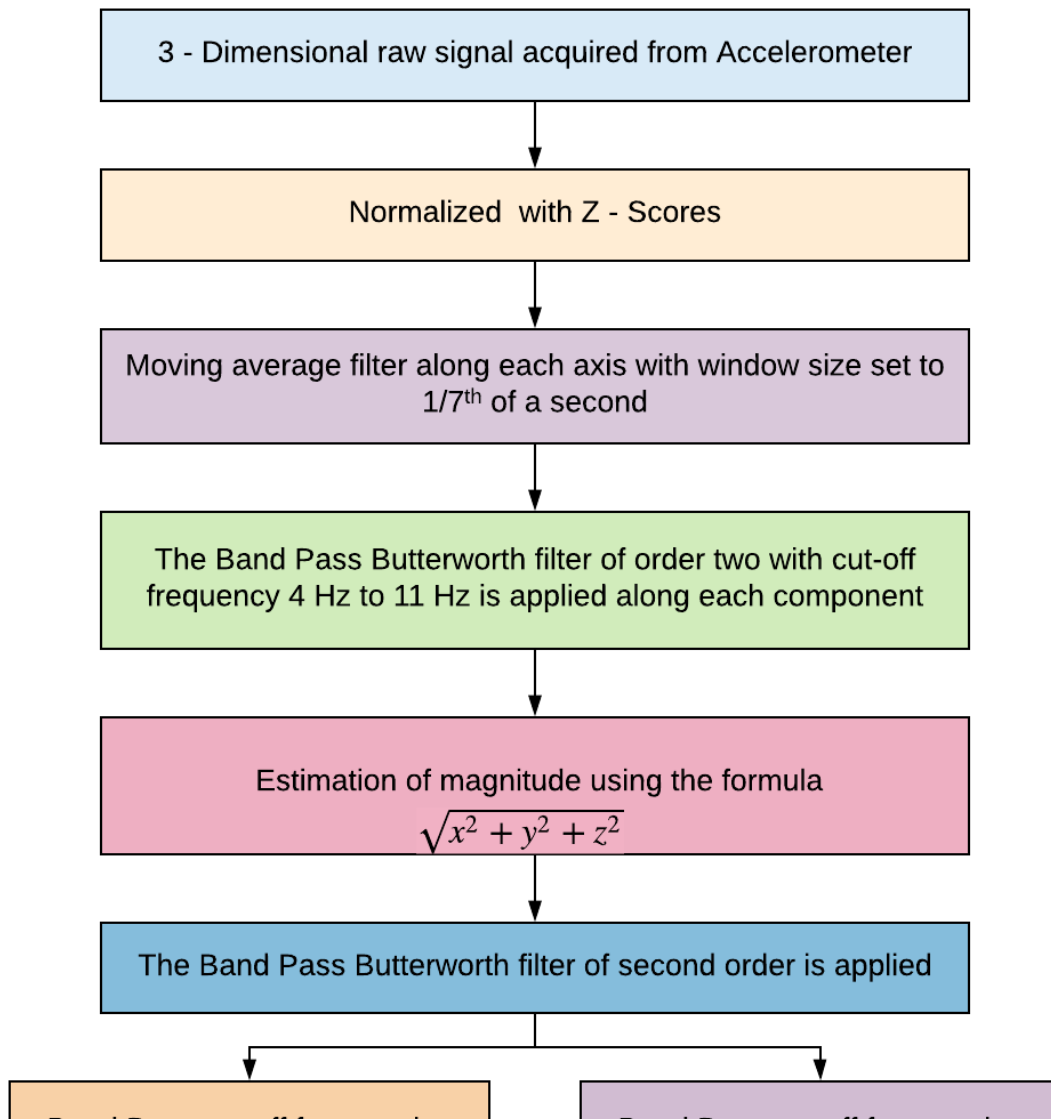 3 - Dimensional raw signal acquired from Accelerometer
Normalized with Z - Scores
Moving average filter along each axis with window size set to
1/7th of a second
The Band Pass Butterworth filter of order two with cut-off
frequency 4 Hz to 11 Hz is applied along each component
Estimation of magnitude using the formula
√x² + y² + z²
The Band Pass Butterworth filter of second order is applied